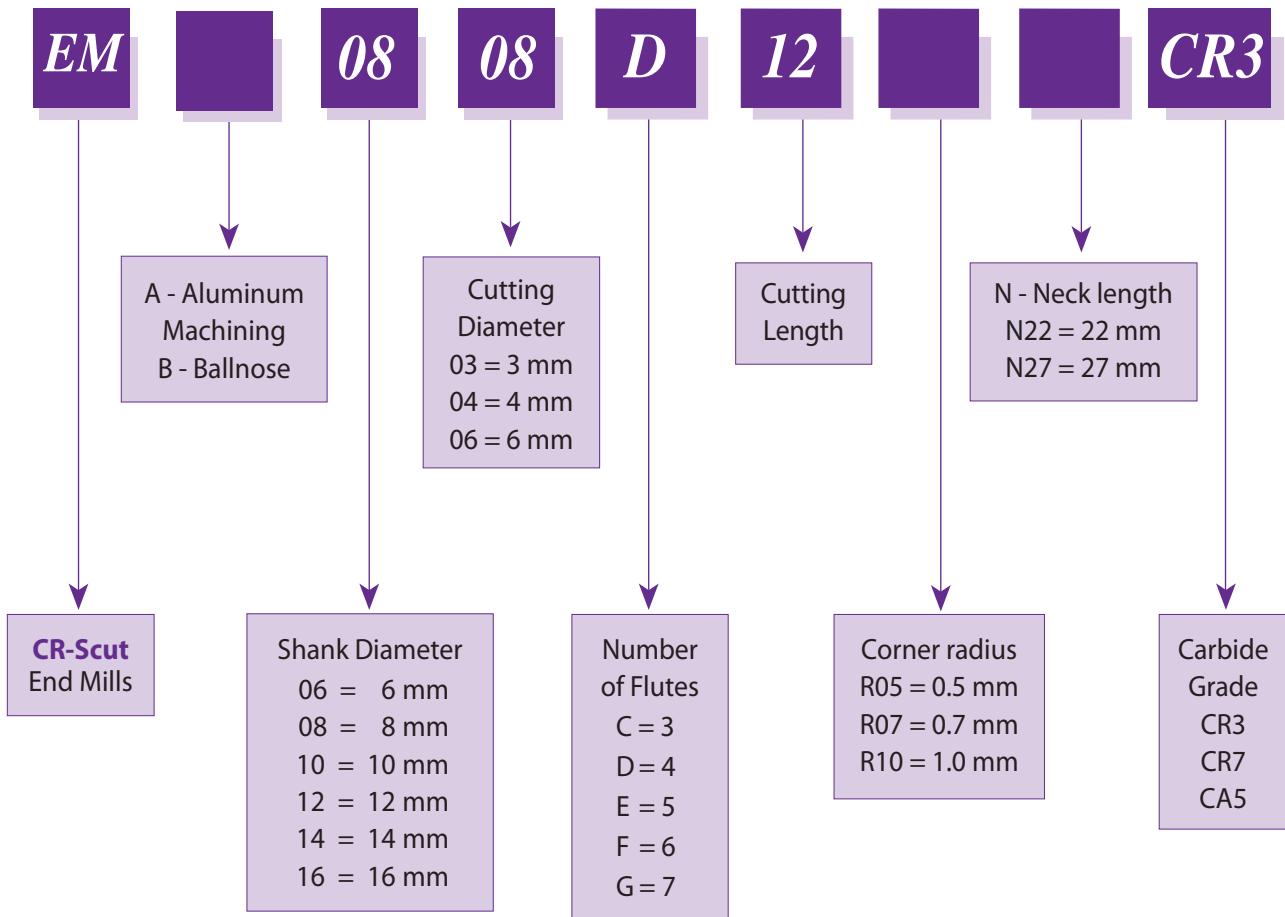 EM 08 08 D 12 CR3
A - Aluminum
Machining
B - Ballnose
Cutting
Diameter
03 = 3 mm
04 = 4 mm
06 = 6 mm
Cutting
Length
N - Neck length
N22 = 22 mm
N27 = 27 mm
CR-Scut
End Mills
Shank Diameter
06 = 6 mm
08 = 8 mm
10 = 10 mm
12 = 12 mm
14 = 14 mm
16 = 16 mm
Number
of Flutes
C = 3
D = 4
E = 5
F = 6
G = 7
Corner radius
R05 = 0.5 mm
R07 = 0.7 mm
R10 = 1.0 mm
Carbide
Grade
CR3
CR7
CA5